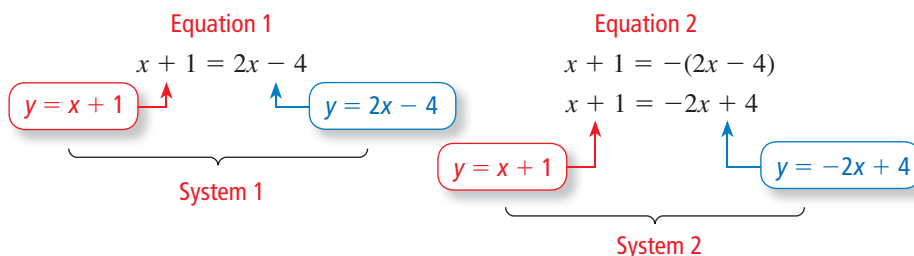 Equation 1
x + 1 = 2x − 4
y = x + 1
y = 2x − 4
System 1
Equation 2
x + 1 = −(2x − 4)
x + 1 = −2x + 4
y = x + 1
y = −2x + 4
System 2